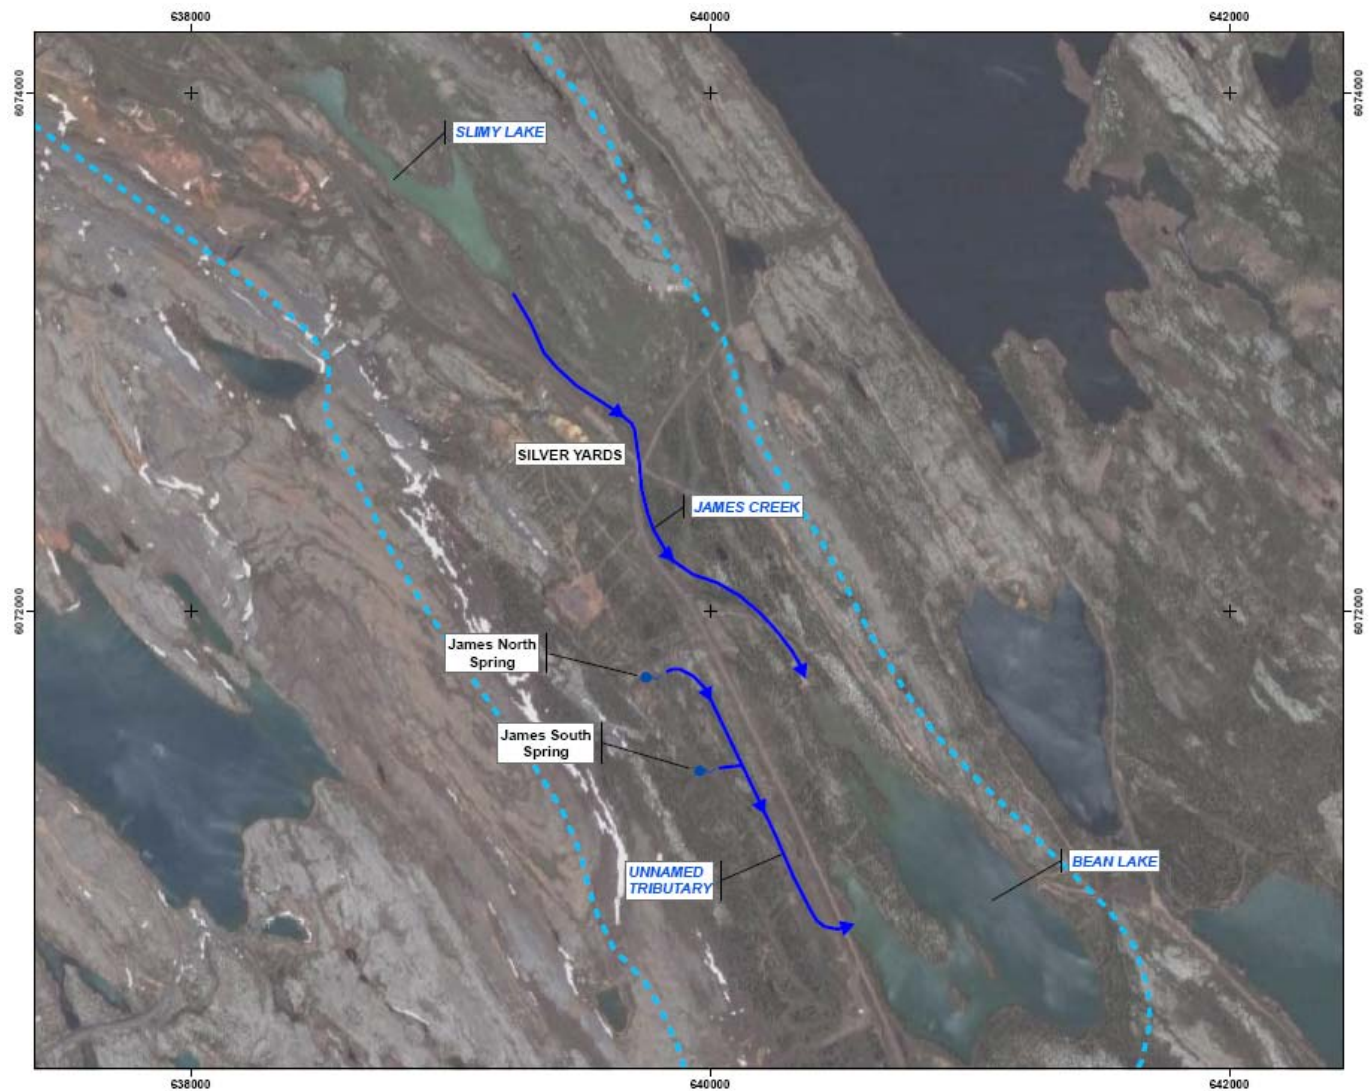 638000
640000
642000
6074000
6074000
SLIMY LAKE
SILVER YARDS
JAMES CREEK
6072000
6072000
James North
Spring
James South
Spring
UNNAMED
TRIBUTARY
BEAN LAKE
638000
640000
642000